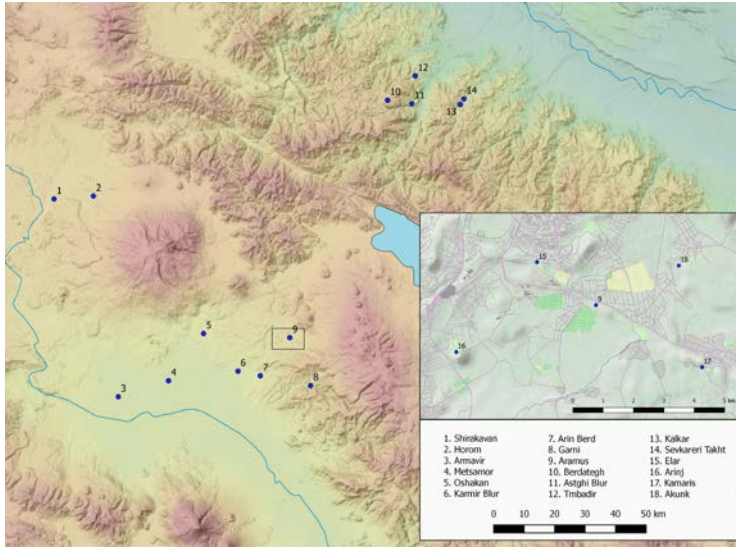 12
14
10
11
13
1
2
15
18
9
5
9
16
6
7
17
4
8
3
0 1 2 3 4 5 km
1. Shirakavan
2. Horom
3. Armavir
4. Metsamor
5. Oshakan
6. Karmir Blur
7. Arin Berd
8. Garni
9. Aramus
10. Berdategh
11. Astghi Blur
12. Tmbadir
13. Kalkar
14. Sevkareri Takht
15. Elar
16. Arinj
17. Kamaris
18. Akunk
0 10 20 30 40 50 km